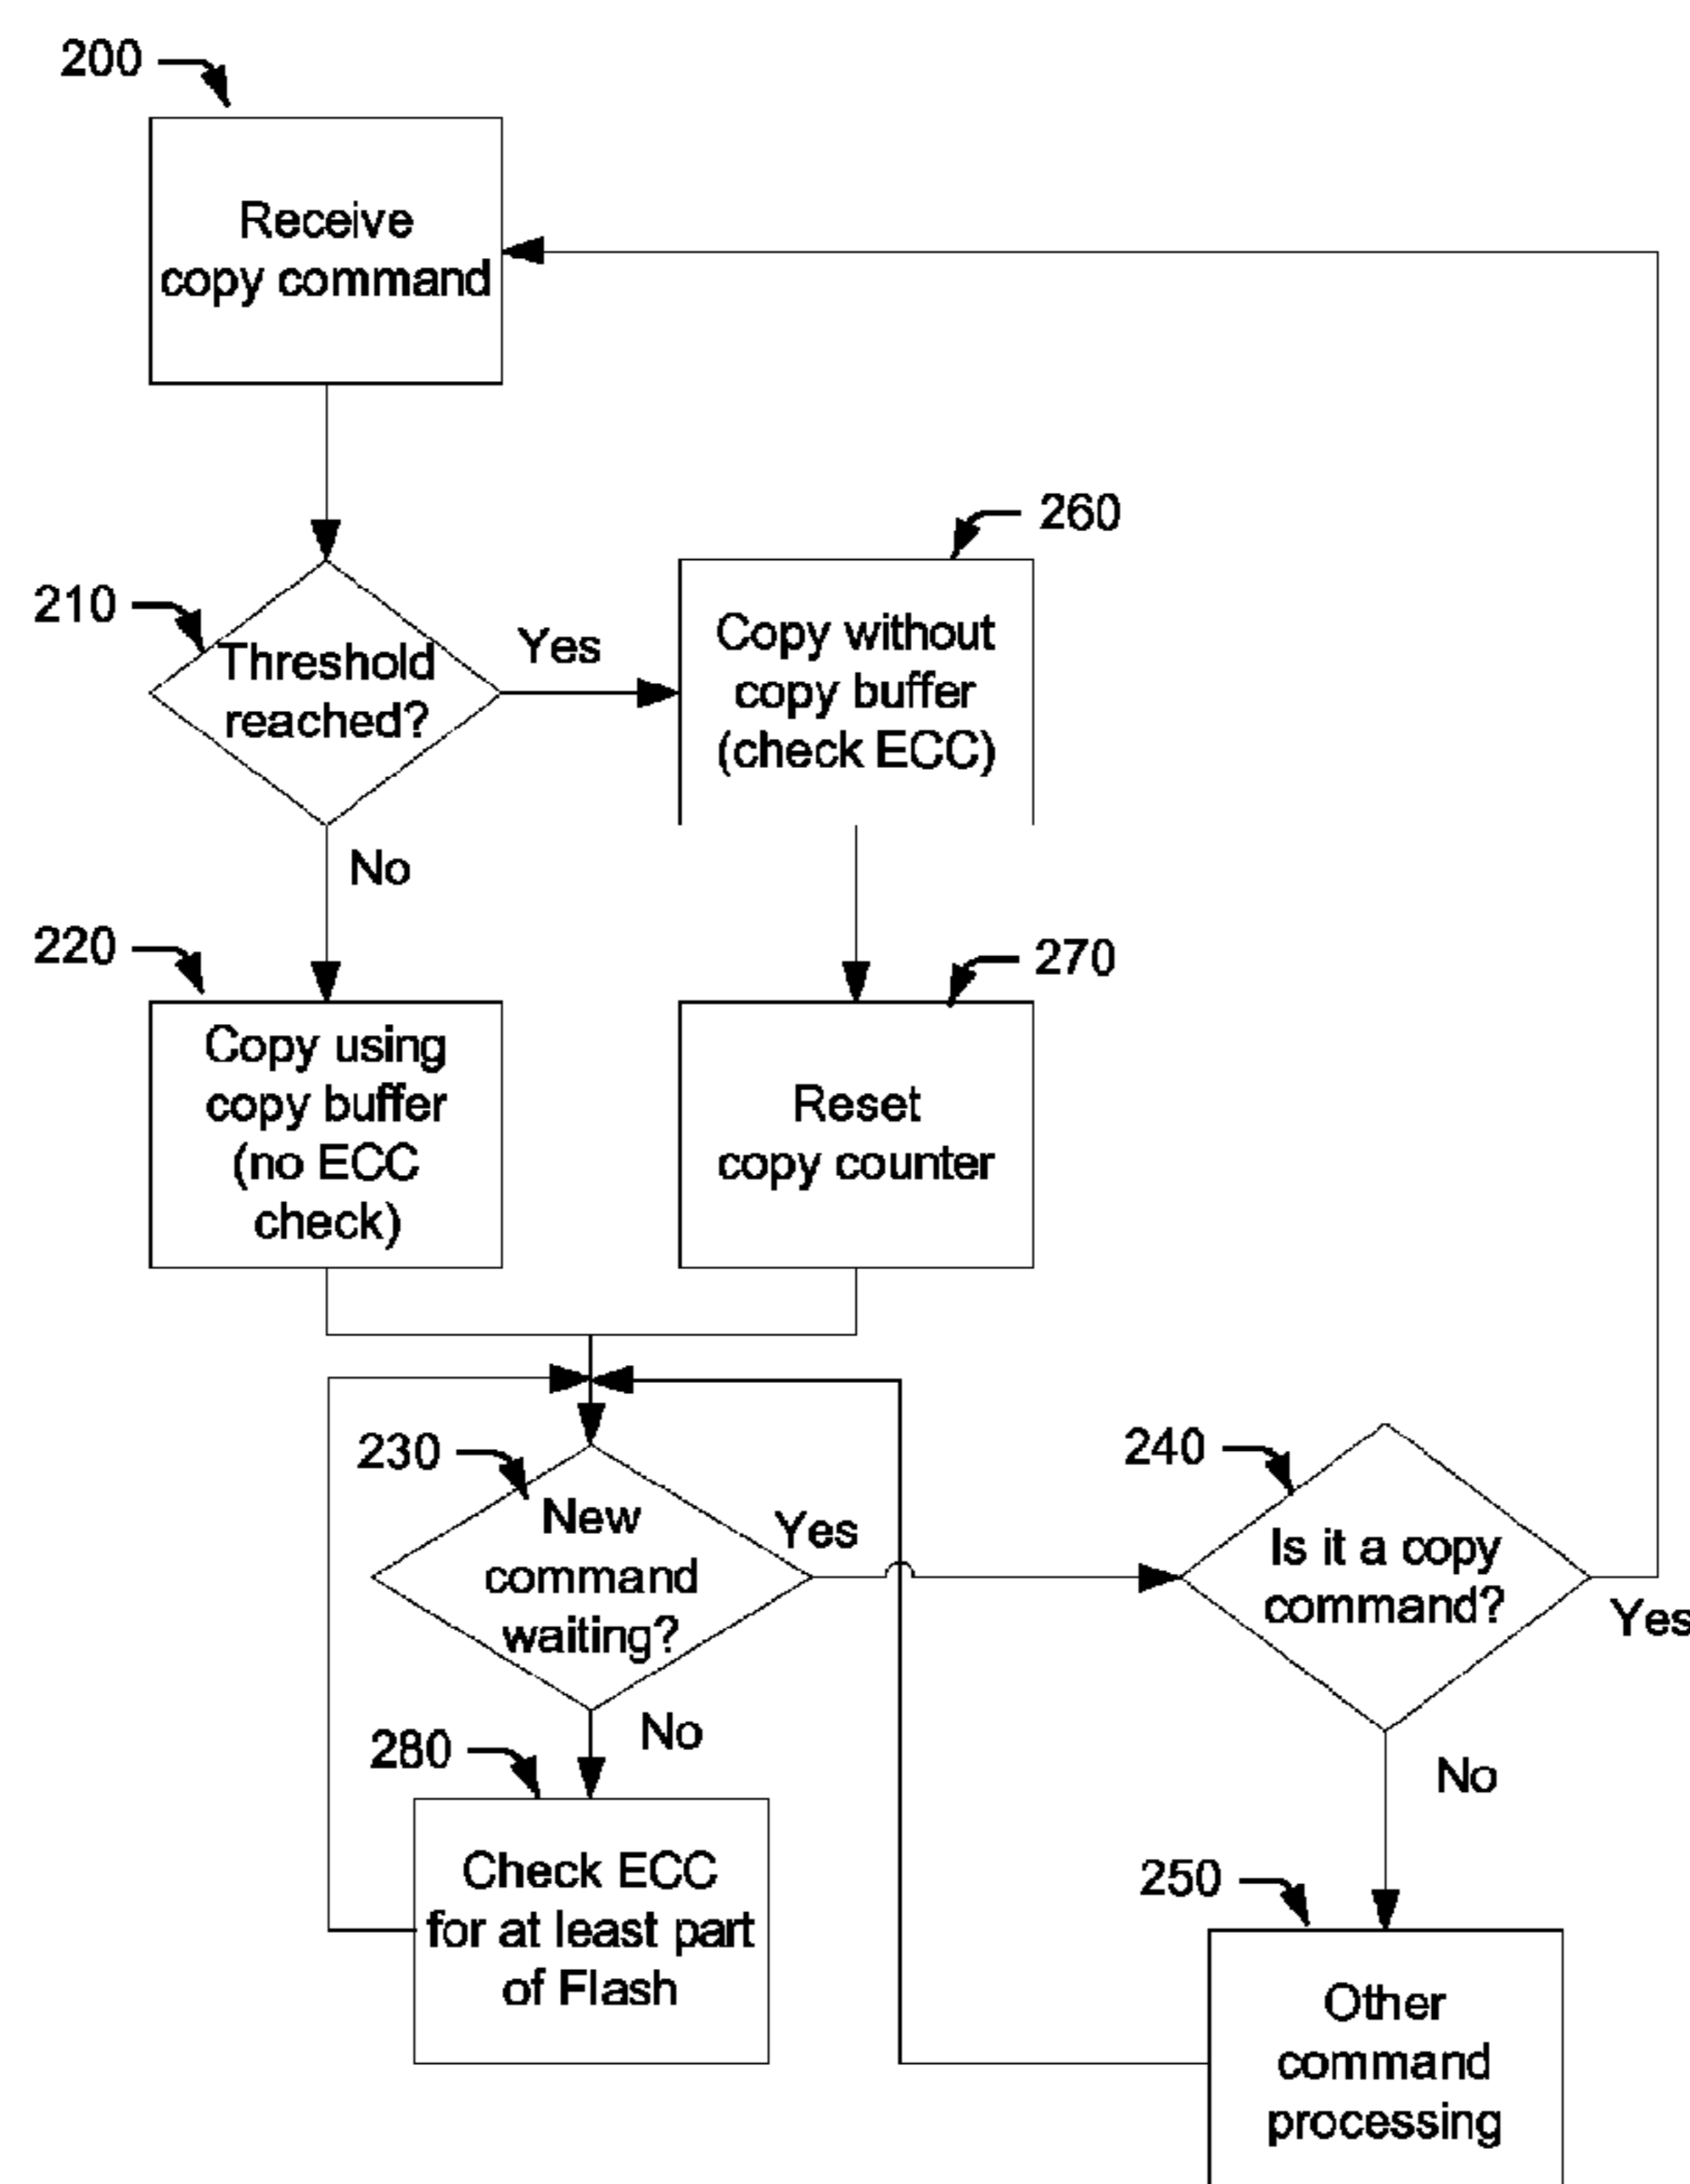 200
Receive
copy command
210
Threshold
reached?
Yes
260
Copy without
copy buffer
(check ECC)
No
220
Copy using
copy buffer
(no ECC
check)
270
Reset
copy counter
230
New
command
waiting?
Yes
240
Is it a copy
command?
Yes
No
280
Check ECC
for at least part
of Flash
No
250
Other
command
processing